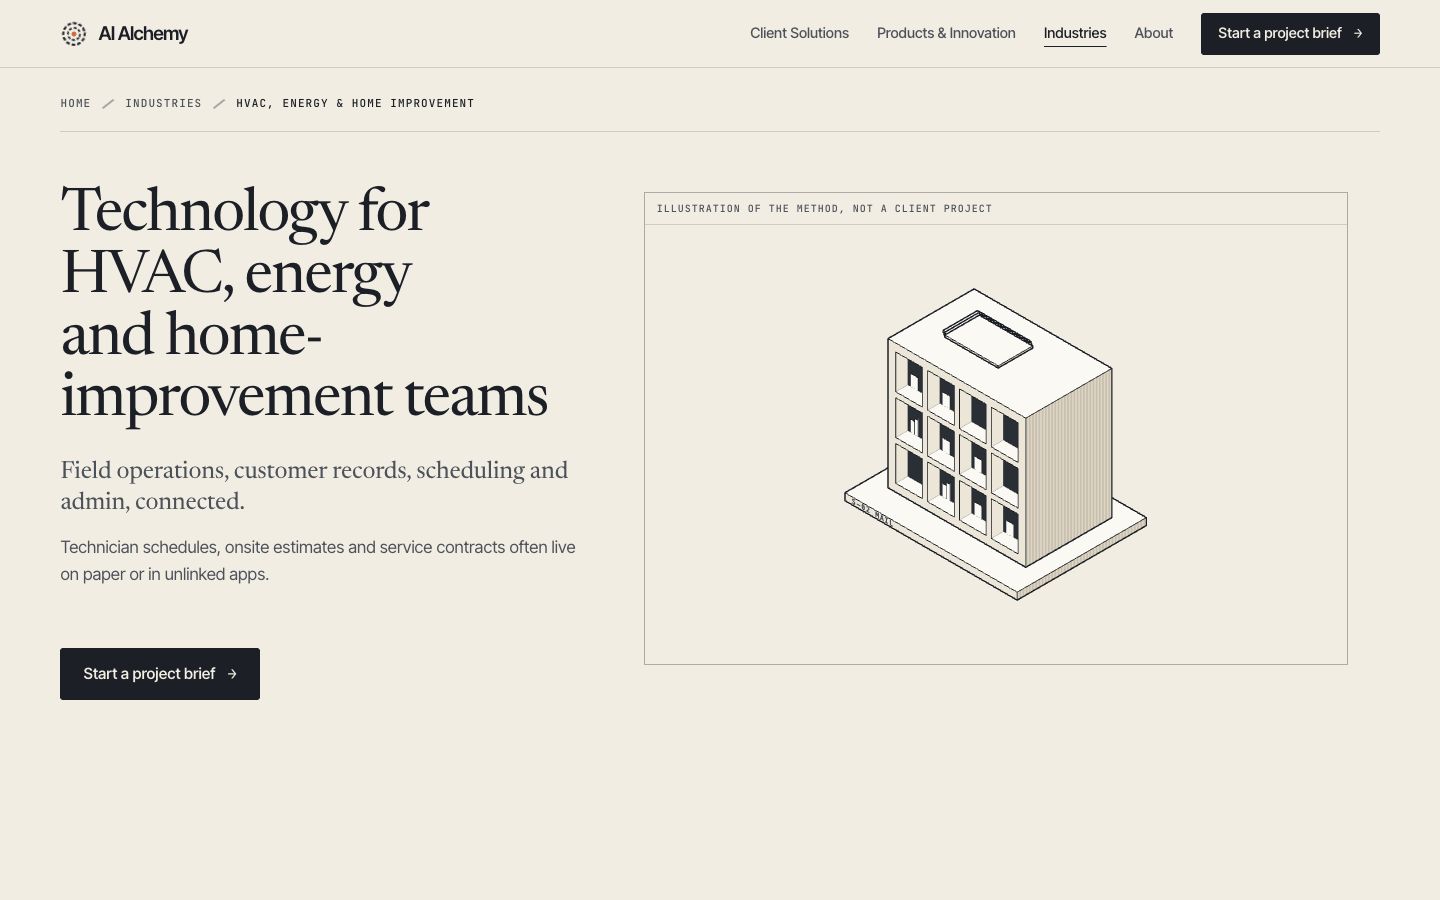 AI Alchemy
Client Solutions
Products & Innovation
Industries
About
Start a project brief →
HOME / INDUSTRIES / HVAC, ENERGY & HOME IMPROVEMENT
Technology for
HVAC, energy
and home-
improvement teams
Field operations, customer records, scheduling and
admin, connected.
Technician schedules, onsite estimates and service contracts often live
on paper or in unlinked apps.
Start a project brief →
ILLUSTRATION OF THE METHOD, NOT A CLIENT PROJECT